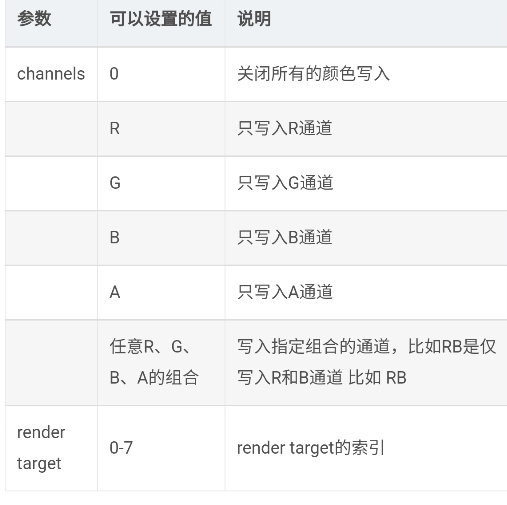 参数 可以设置的值 说明
channels 0 关闭所有的颜色写入
R 只写入R通道
G 只写入G通道
B 只写入B通道
A 只写入A通道
任意R、G、 写入指定组合的通道，比如RB是仅
B、A的组合 写入R和B通道 比如 RB
render
target 0-7 render target的索引